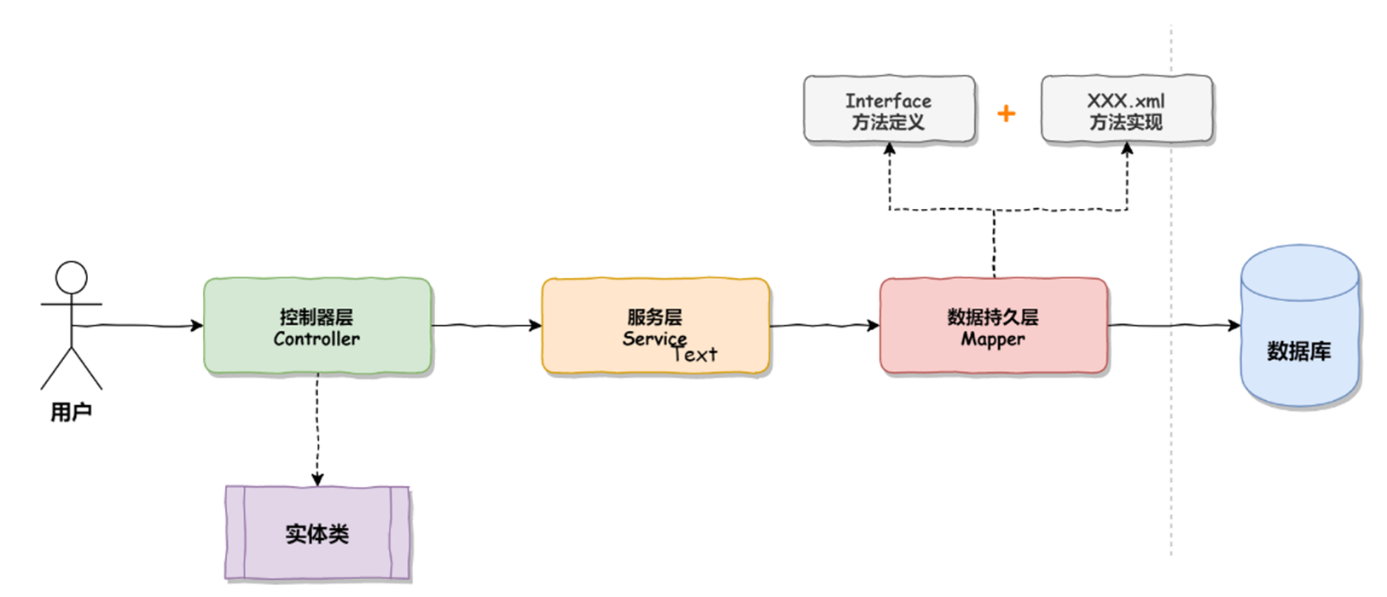 Interface
方法定义
+
XXX.xml
方法实现
控制器层
Controller
服务层
Service
Text
数据持久层
Mapper
数据库
用户
实体类